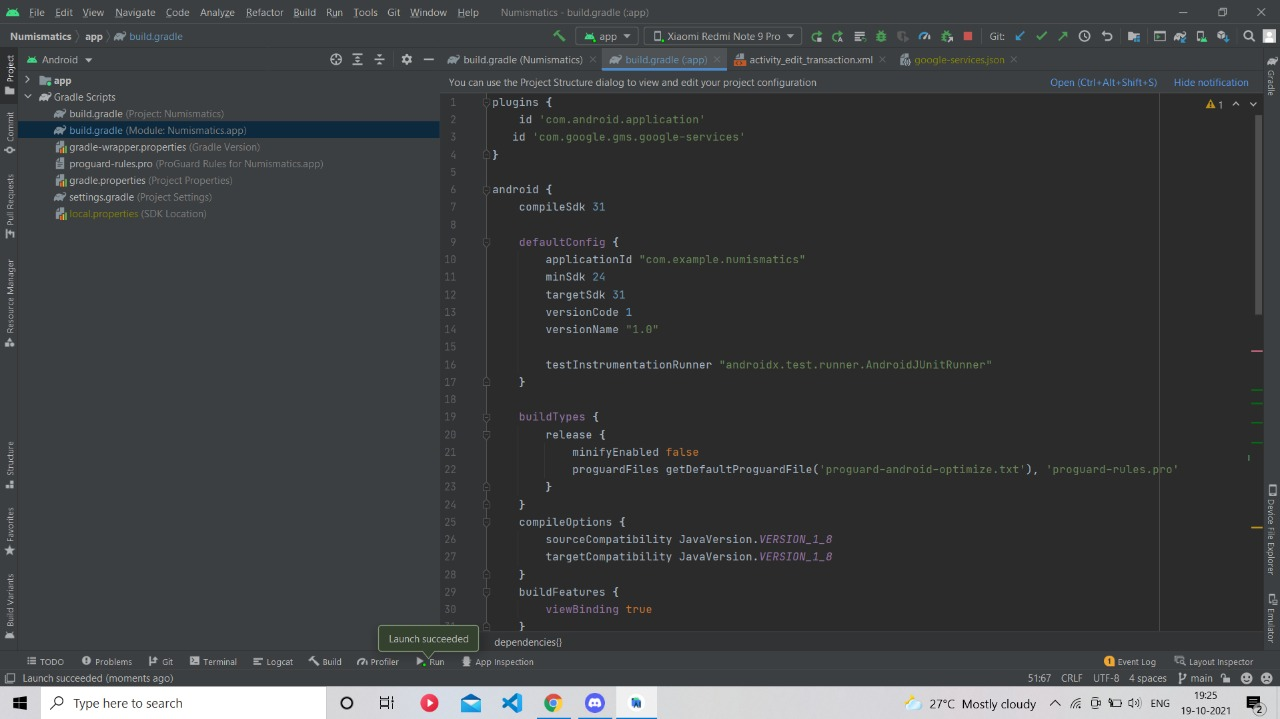 File Edit View Navigate Code Analyze Refactor Build Run Tools Git Window Help Numismatics - build.gradle (:app)
Numismatics app build.gradle app Xiaomi Redmi Note 9 Pro Git:
Android build.gradle (Numismatics) build.gradle (:app) activity_edit_transaction.xml google-services.json
You can use the Project Structure dialog to view and edit your project configuration Open (Ctrl+Alt+Shift+S) Hide notification
app
Gradle Scripts
build.gradle (Project: Numismatics)
build.gradle (Module: Numismatics.app)
gradle-wrapper.properties (Gradle Version)
proguard-rules.pro (ProGuard Rules for Numismatics.app)
gradle.properties (Project Properties)
settings.gradle (Project Settings)
local.properties (SDK Location)
Project
Commit
Pull Requests
Resource Manager
Structure
Favorites
Build Variants
1 plugins {
2 id 'com.android.application'
3 id 'com.google.gms.google-services'
4 }
5
6 android {
7 compileSdk 31
8
9 defaultConfig {
10 applicationId "com.example.numismatics"
11 minSdk 24
12 targetSdk 31
13 versionCode 1
14 versionName "1.0"
15
16 testInstrumentationRunner "androidx.test.runner.AndroidJUnitRunner"
17 }
18
19 buildTypes {
20 release {
21 minifyEnabled false
22 proguardFiles getDefaultProguardFile('proguard-android-optimize.txt'), 'proguard-rules.pro'
23 }
24 }
25 compileOptions {
26 sourceCompatibility JavaVersion.VERSION_1_8
27 targetCompatibility JavaVersion.VERSION_1_8
28 }
29 buildFeatures {
30 viewBinding true
}
1
Gradle
Device File Explorer
Emulator
dependencies{}
Launch succeeded
TODO Problems Git Terminal Logcat Build Profiler Run App Inspection 1 Event Log Layout Inspector
Launch succeeded (moments ago) 51:67 CRLF UTF-8 4 spaces main
Type here to search 27°C Mostly cloudy ENG 19:25
19-10-2021 2